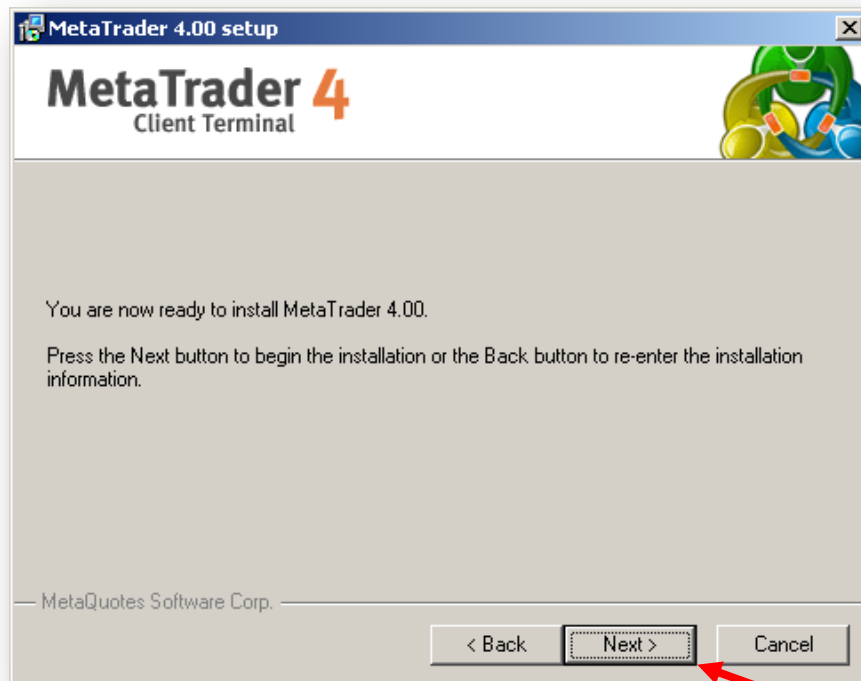 MetaTrader 4.00 setup
MetaTrader 4
Client Terminal
You are now ready to install MetaTrader 4.00.
Press the Next button to begin the installation or the Back button to re-enter the installation
information.
MetaQuotes Software Corp.
< Back Next > Cancel